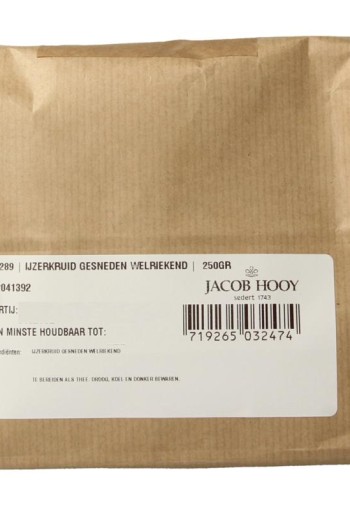 289 | IJZERKRUID GESNEDEN WELRIEKEND | 250GR
041392
JACOB HOOY
sedert 1743
RTIJ:
N MINSTE HOUDBAAR TOT:
719265 032474
diënten: IJZERKRUID GESNEDEN WELRIEKEND
TE BEREIDEN ALS THEE. DROOG, KOEL EN DONKER BEWAREN.